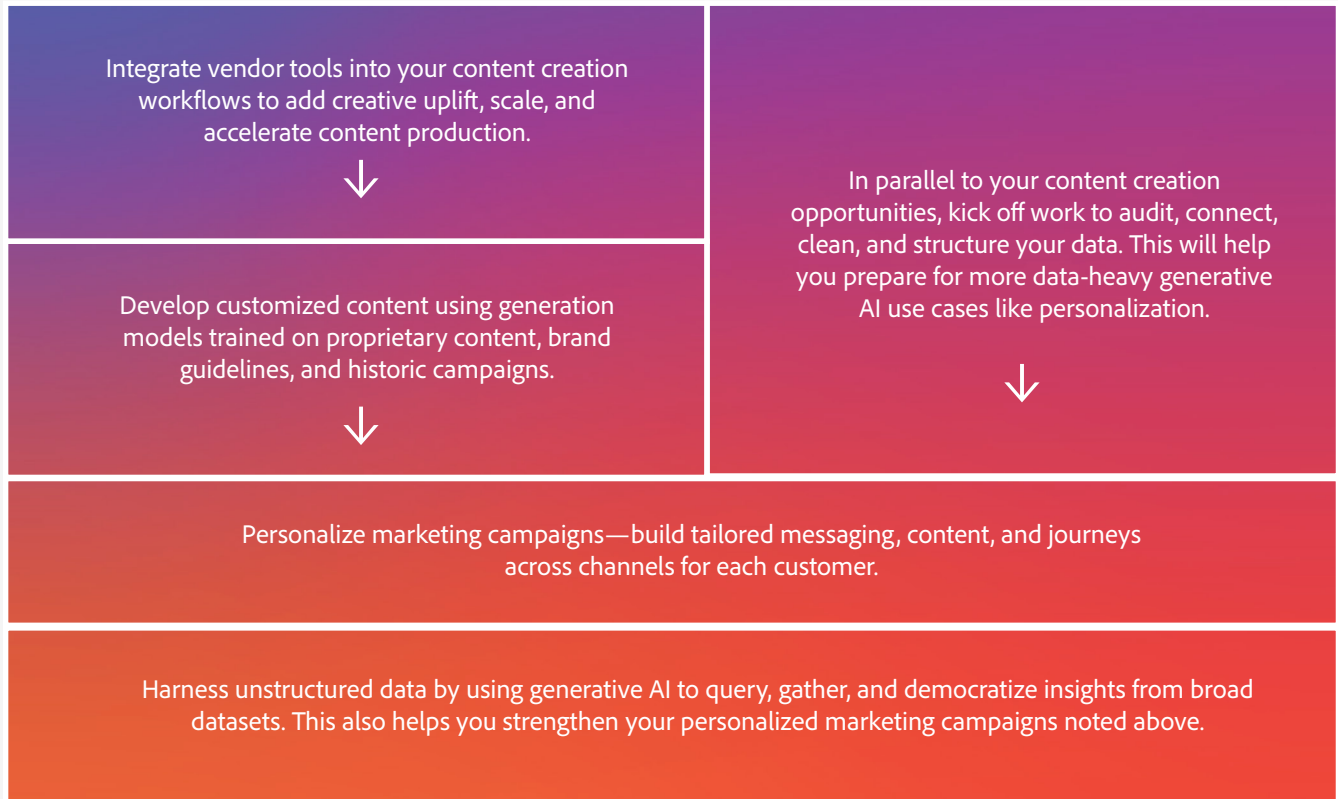 Integrate vendor tools into your content creation
workflows to add creative uplift, scale, and
accelerate content production.
Develop customized content using generation
models trained on proprietary content, brand
guidelines, and historic campaigns.
In parallel to your content creation
opportunities, kick off work to audit, connect,
clean, and structure your data. This will help
you prepare for more data-heavy generative
AI use cases like personalization.
Personalize marketing campaigns—build tailored messaging, content, and journeys
across channels for each customer.
Harness unstructured data by using generative AI to query, gather, and democratize insights from broad
datasets. This also helps you strengthen your personalized marketing campaigns noted above.